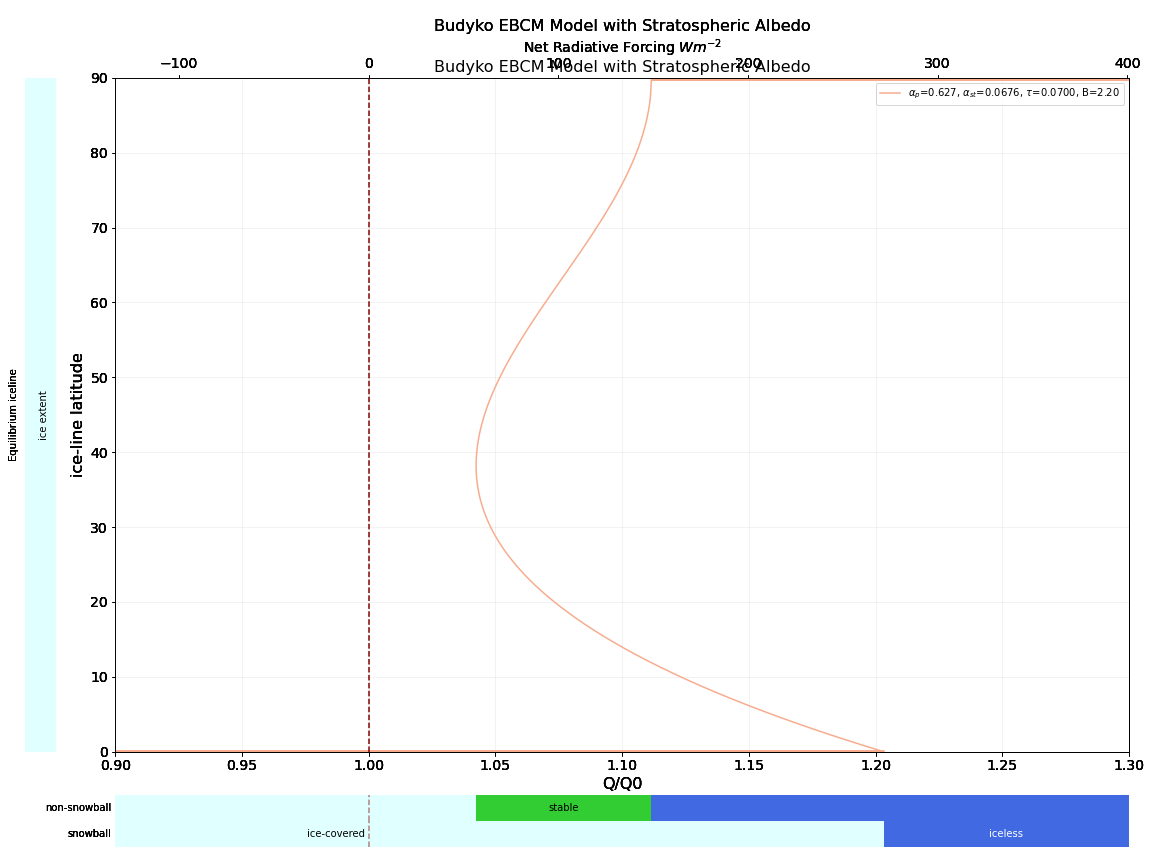 Budyko EBCM Model with Stratospheric Albedo
Net Radiative Forcing Wm⁻²
−100 0 100 200 300 400
Budyko EBCM Model with Stratospheric Albedo
αp=0.627, αst=0.0676, τ=0.0700, B=2.20
90
80
70
60
50
40
30
20
10
0
ice-line latitude
ice extent
Equilibrium iceline
0.90 0.95 1.00 1.05 1.10 1.15 1.20 1.25 1.30
Q/Q0
non-snowball
stable
snowball
ice-covered
iceless